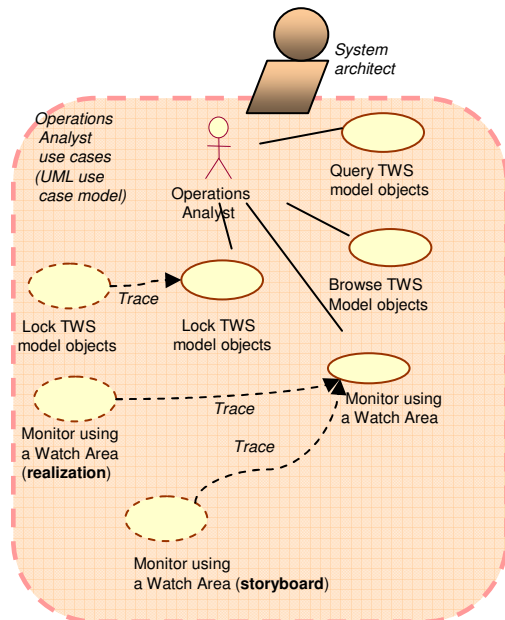 System
architect
Operations
Analyst
use cases
(UML use
case model)
Operations
Analyst
Query TWS
model objects
Browse TWS
Model objects
Trace
Lock TWS
model objects
Lock TWS
model objects
Monitor using
a Watch Area
Trace
Monitor using
a Watch Area
(realization)
Trace
Monitor using
a Watch Area (storyboard)